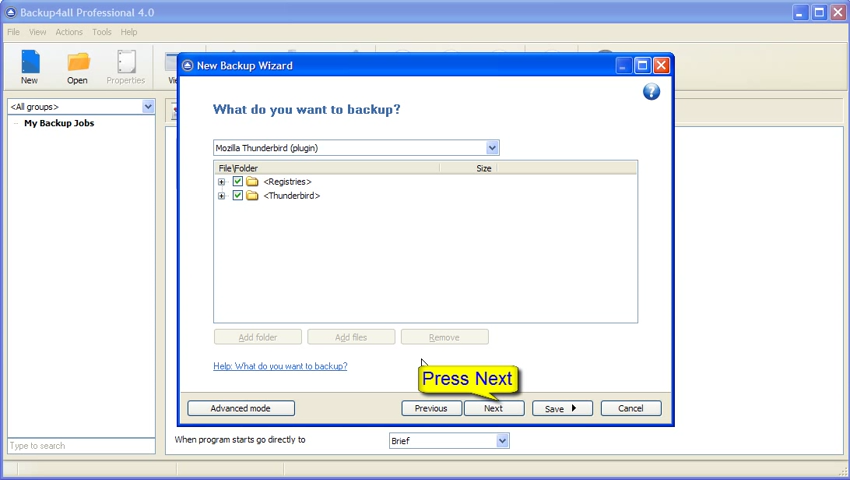 Backup4all Professional 4.0
File View Actions Tools Help
New Open Properties
<All groups>
My Backup Jobs
New Backup Wizard
What do you want to backup?
Mozilla Thunderbird (plugin)
File\Folder Size
<Registries>
<Thunderbird>
Add folder Add files Remove
Help: What do you want to backup?
Press Next
Advanced mode Previous Next Save Cancel
When program starts go directly to Brief
Type to search